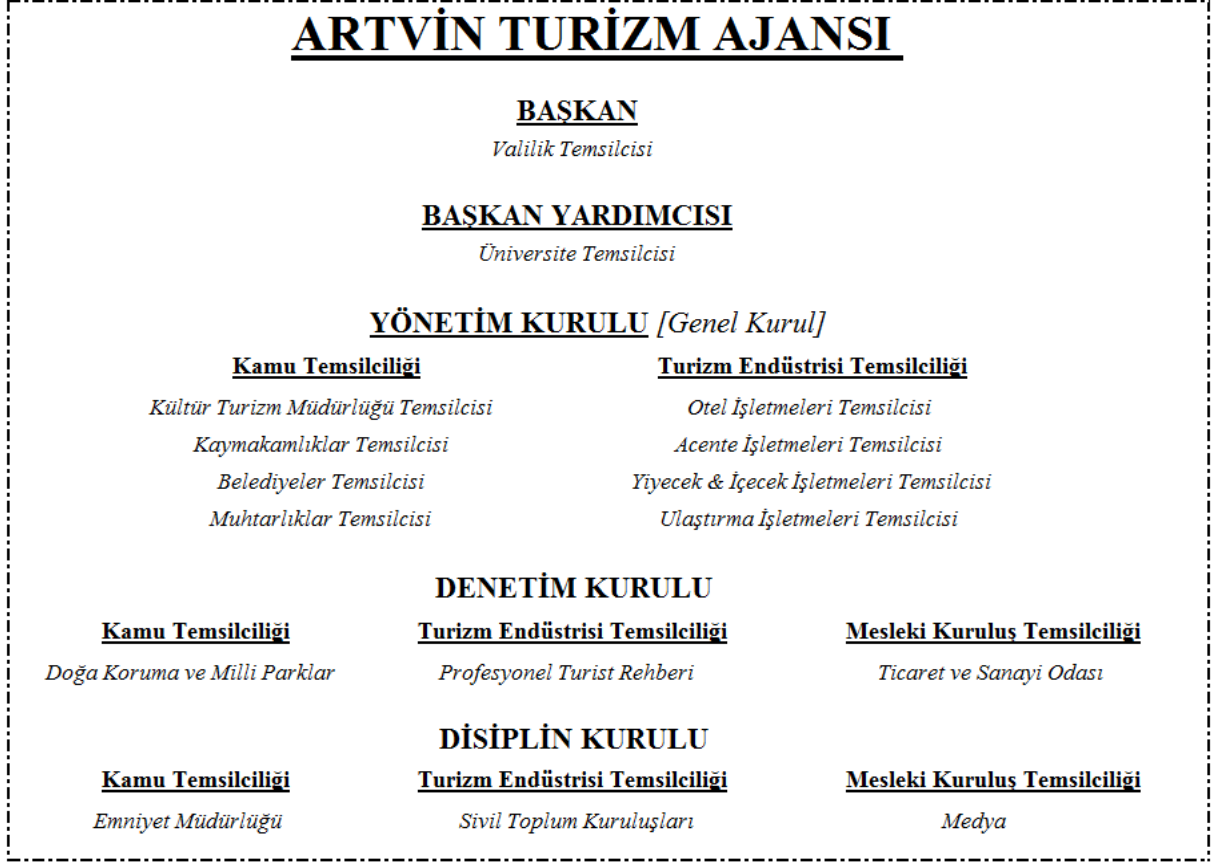 ARTVİN TURİZM AJANSI
BAŞKAN
Valilik Temsilcisi
BAŞKAN YARDIMCISI
Üniversite Temsilcisi
YÖNETİM KURULU [Genel Kurul]
Kamu Temsilciliği Turizm Endüstrisi Temsilciliği
Kültür Turizm Müdürlüğü Temsilcisi Otel İşletmeleri Temsilcisi
Kaymakamlıklar Temsilcisi Acente İşletmeleri Temsilcisi
Belediyeler Temsilcisi Yiyecek & İçecek İşletmeleri Temsilcisi
Muhtarlıklar Temsilcisi Ulaştırma İşletmeleri Temsilcisi
DENETİM KURULU
Kamu Temsilciliği Turizm Endüstrisi Temsilciliği Mesleki Kuruluş Temsilciliği
Doğa Koruma ve Milli Parklar Profesyonel Turist Rehberi Ticaret ve Sanayi Odası
DİSİPLİN KURULU
Kamu Temsilciliği Turizm Endüstrisi Temsilciliği Mesleki Kuruluş Temsilciliği
Emniyet Müdürlüğü Sivil Toplum Kuruluşları Medya